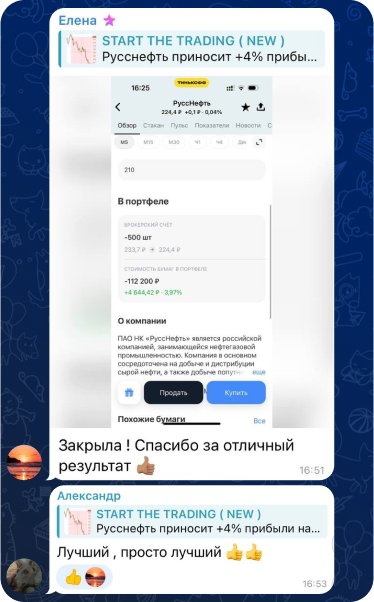 Елена
START THE TRADING ( NEW )
Русснефть приносит +4% прибы...
16:25
ТИНЬКОФФ
РуссНефть
224,4 ₽ +0,1 ₽ · 0,04%
Обзор Стакан Пульс Показатели Новости С
М5 М15 М30 Ч1 Ч4 Дн
210
В портфеле
БРОКЕРСКИЙ СЧЕТ
-500 шт
233,7 ₽ → 224,4 ₽
СТОИМОСТЬ БУМАГ В ПОРТФЕЛЕ
-112 200 ₽
+4 644,42 ₽ · 3,97%
О компании
ПАО НК «РуссНефть» является российской
компанией, занимающейся нефтегазовой
промышленностью. Компания в основном
сосредоточена на добыче и дистрибуции
сырой нефти, а также добыче попутн... еще
Продать Купить
Похожие бумаги Все
Закрыла ! Спасибо за отличный
результат 👍🏽
16:51
Александр
START THE TRADING ( NEW )
Русснефть приносит +4% прибыли на...
Лучший , просто лучший 👍👍
👍
16:53